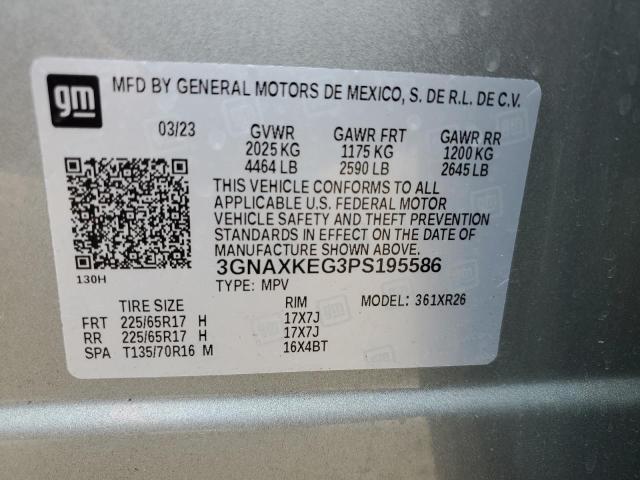 gm
MFD BY GENERAL MOTORS DE MEXICO, S. DE R.L. DE C.V.
03/23 GVWR GAWR FRT GAWR RR
2025 KG 1175 KG 1200 KG
4464 LB 2590 LB 2645 LB
THIS VEHICLE CONFORMS TO ALL
APPLICABLE U.S. FEDERAL MOTOR
VEHICLE SAFETY AND THEFT PREVENTION
STANDARDS IN EFFECT ON THE DATE OF
MANUFACTURE SHOWN ABOVE.
3GNAXKEG3PS195586
130H
TYPE: MPV
TIRE SIZE RIM MODEL: 361XR26
FRT 225/65R17 H 17X7J
RR 225/65R17 H 17X7J
SPA T135/70R16 M 16X4BT